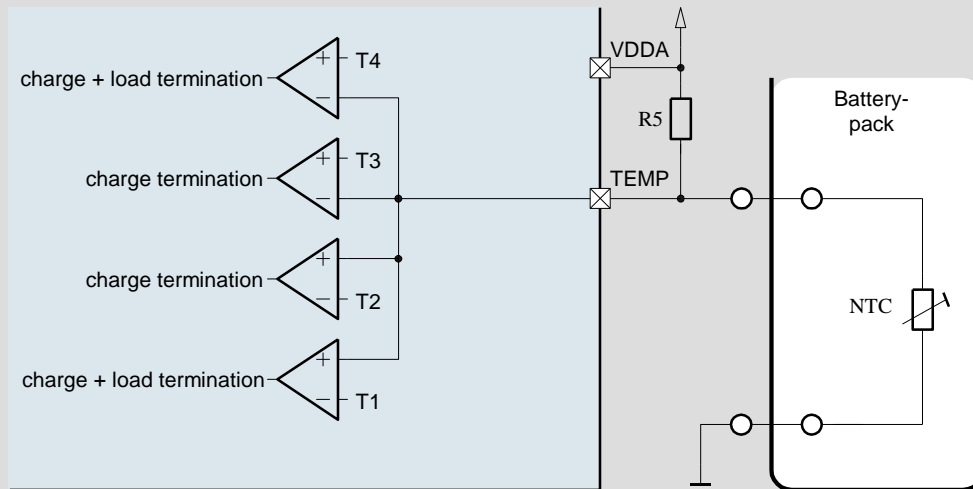 VDDA
+
T4
charge + load termination
−
Battery-
pack
R5
+
T3
charge termination
−
TEMP
+
charge termination
−
T2
NTC
+
charge + load termination
−
T1